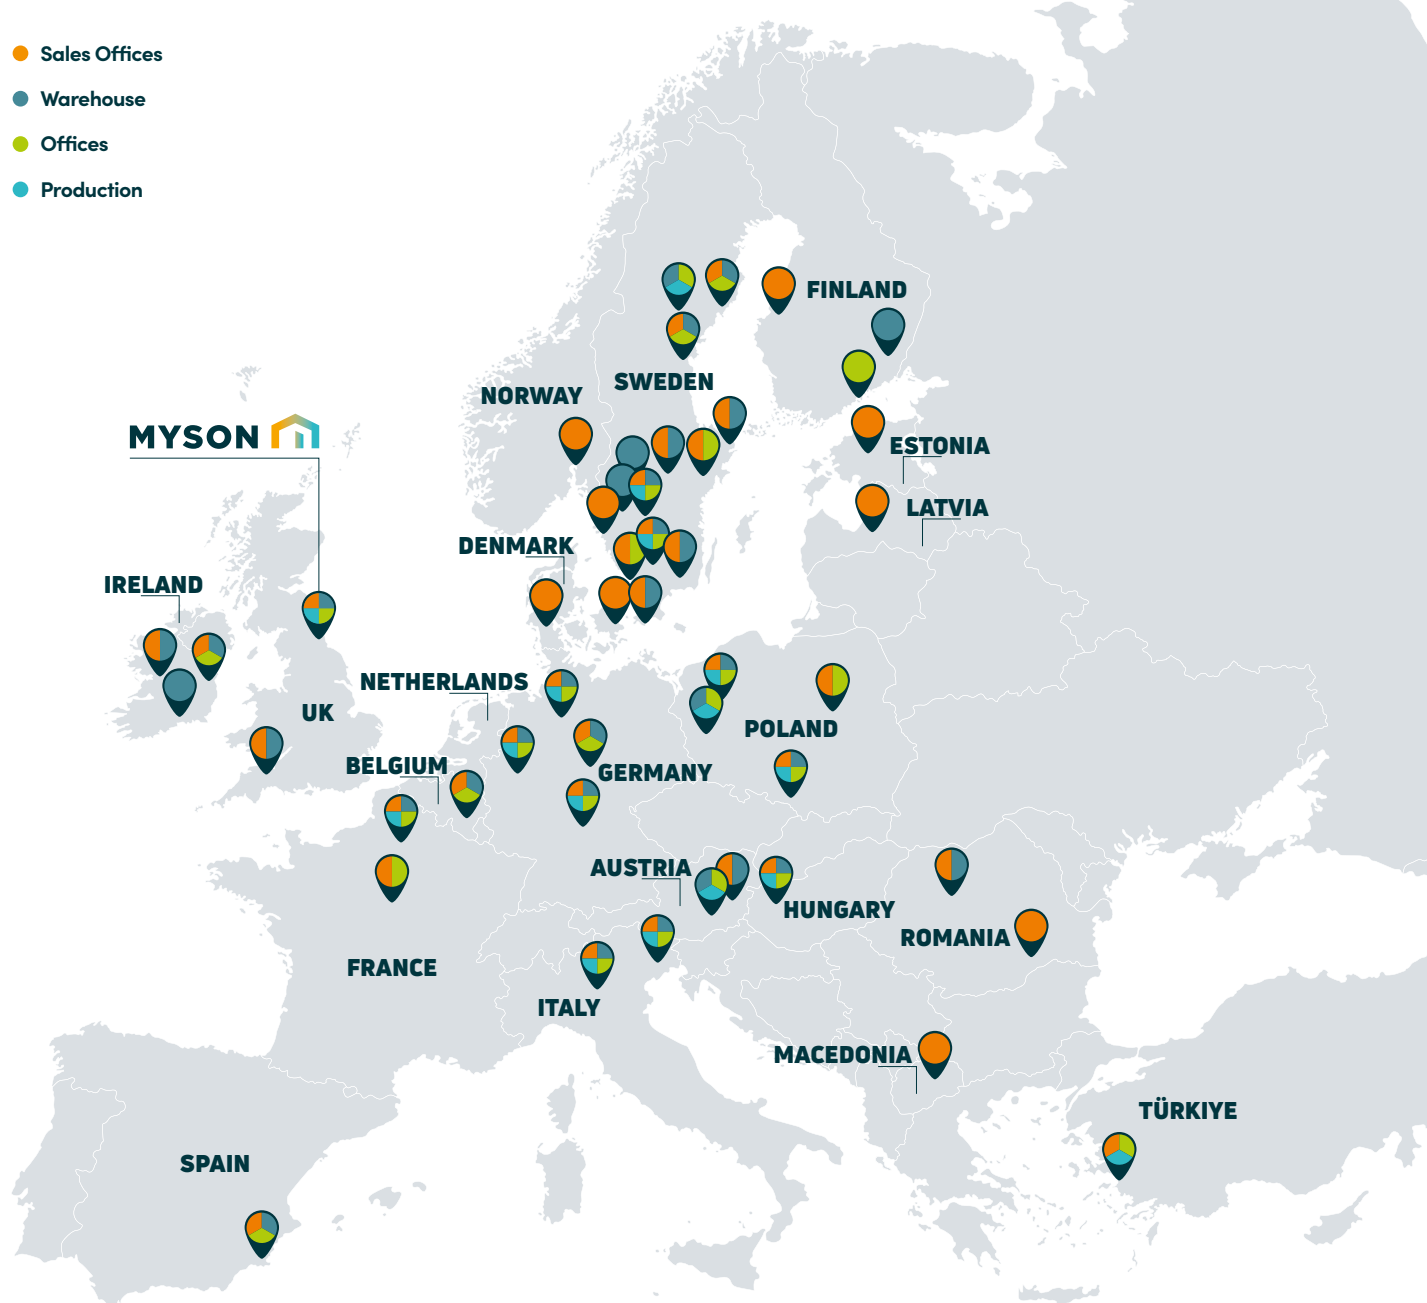 Sales Offices
Warehouse
Offices
Production
FINLAND
SWEDEN
NORWAY
MYSON
ESTONIA
LATVIA
DENMARK
IRELAND
NETHERLANDS
UK
POLAND
BELGIUM
GERMANY
AUSTRIA
HUNGARY
ROMANIA
FRANCE
ITALY
MACEDONIA
TÜRKIYE
SPAIN